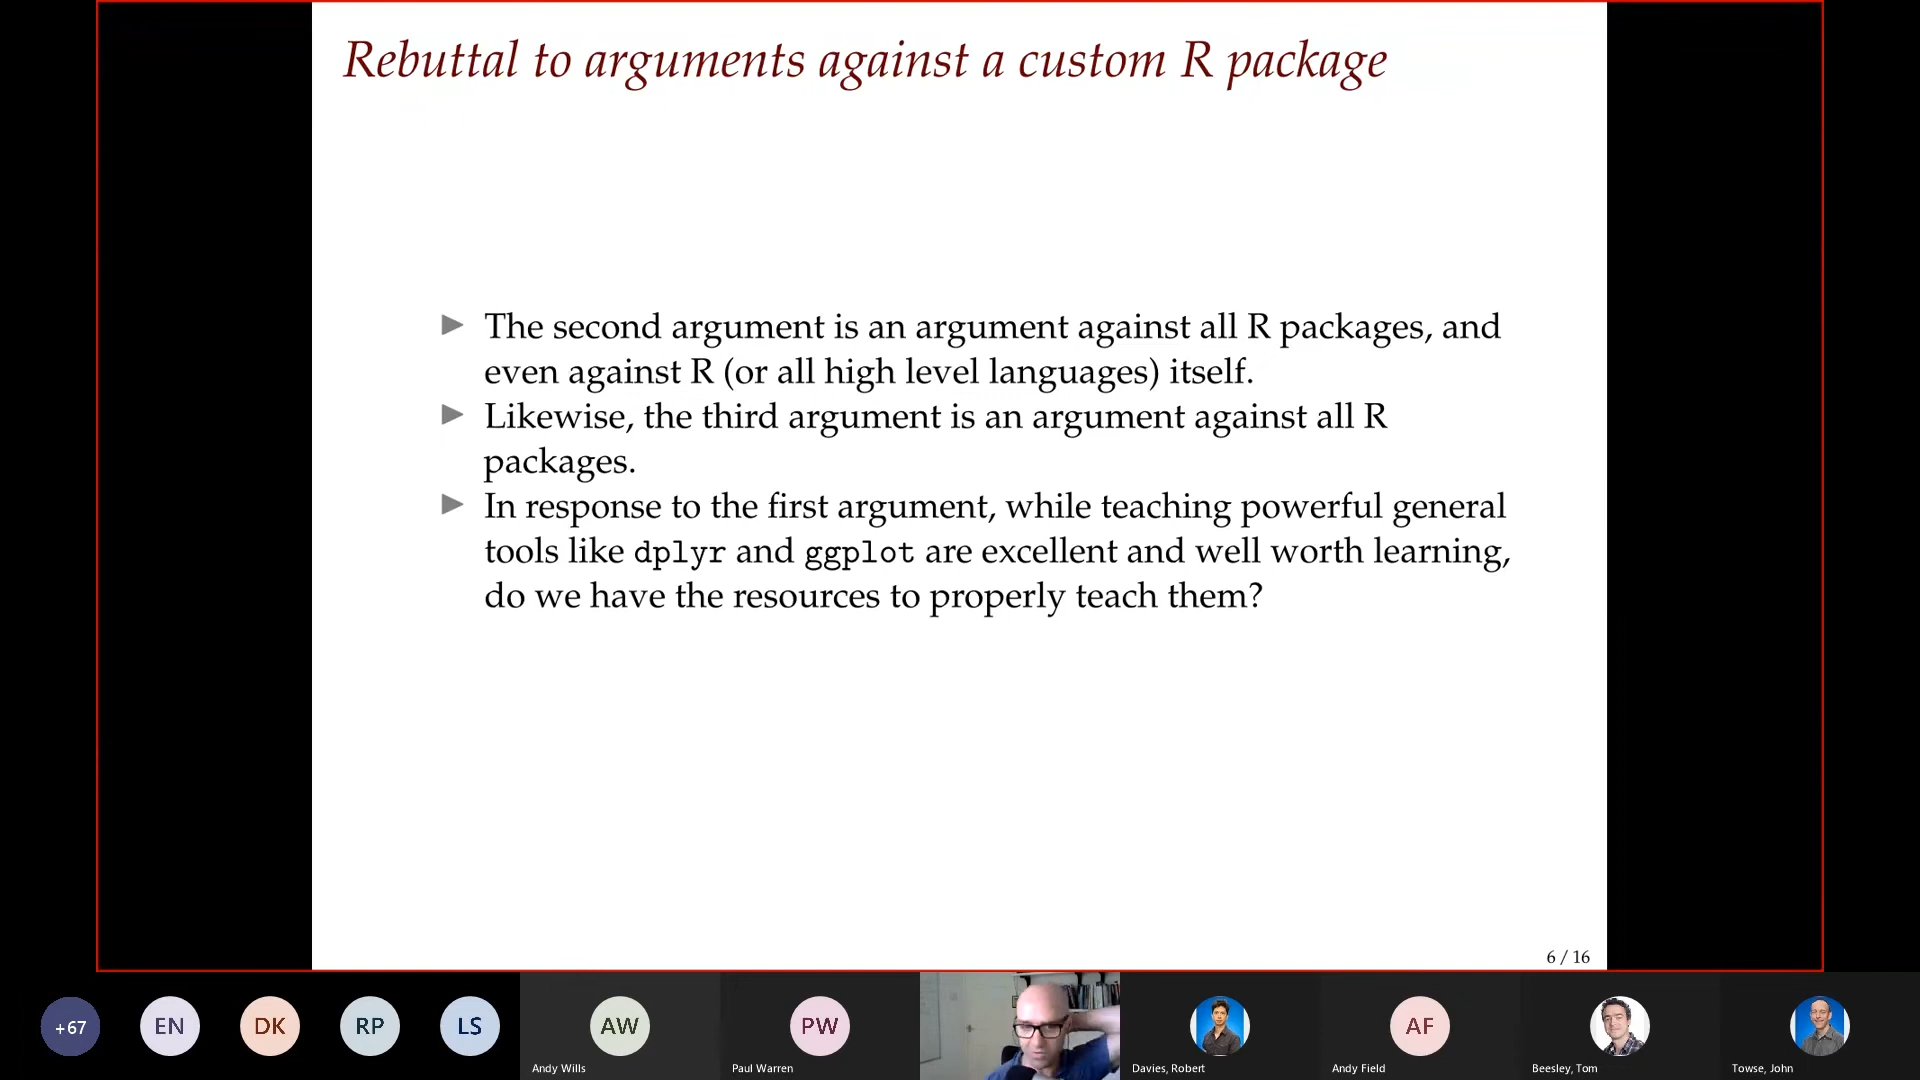 Rebuttal to arguments against a custom R package
The second argument is an argument against all R packages, and
even against R (or all high level languages) itself.
Likewise, the third argument is an argument against all R
packages.
In response to the first argument, while teaching powerful general
tools like dplyr and ggplot are excellent and well worth learning,
do we have the resources to properly teach them?
6 / 16
+67
EN
DK
RP
LS
AW
Andy Wills
PW
Paul Warren
Davies, Robert
AF
Andy Field
Beesley, Tom
Towse, John